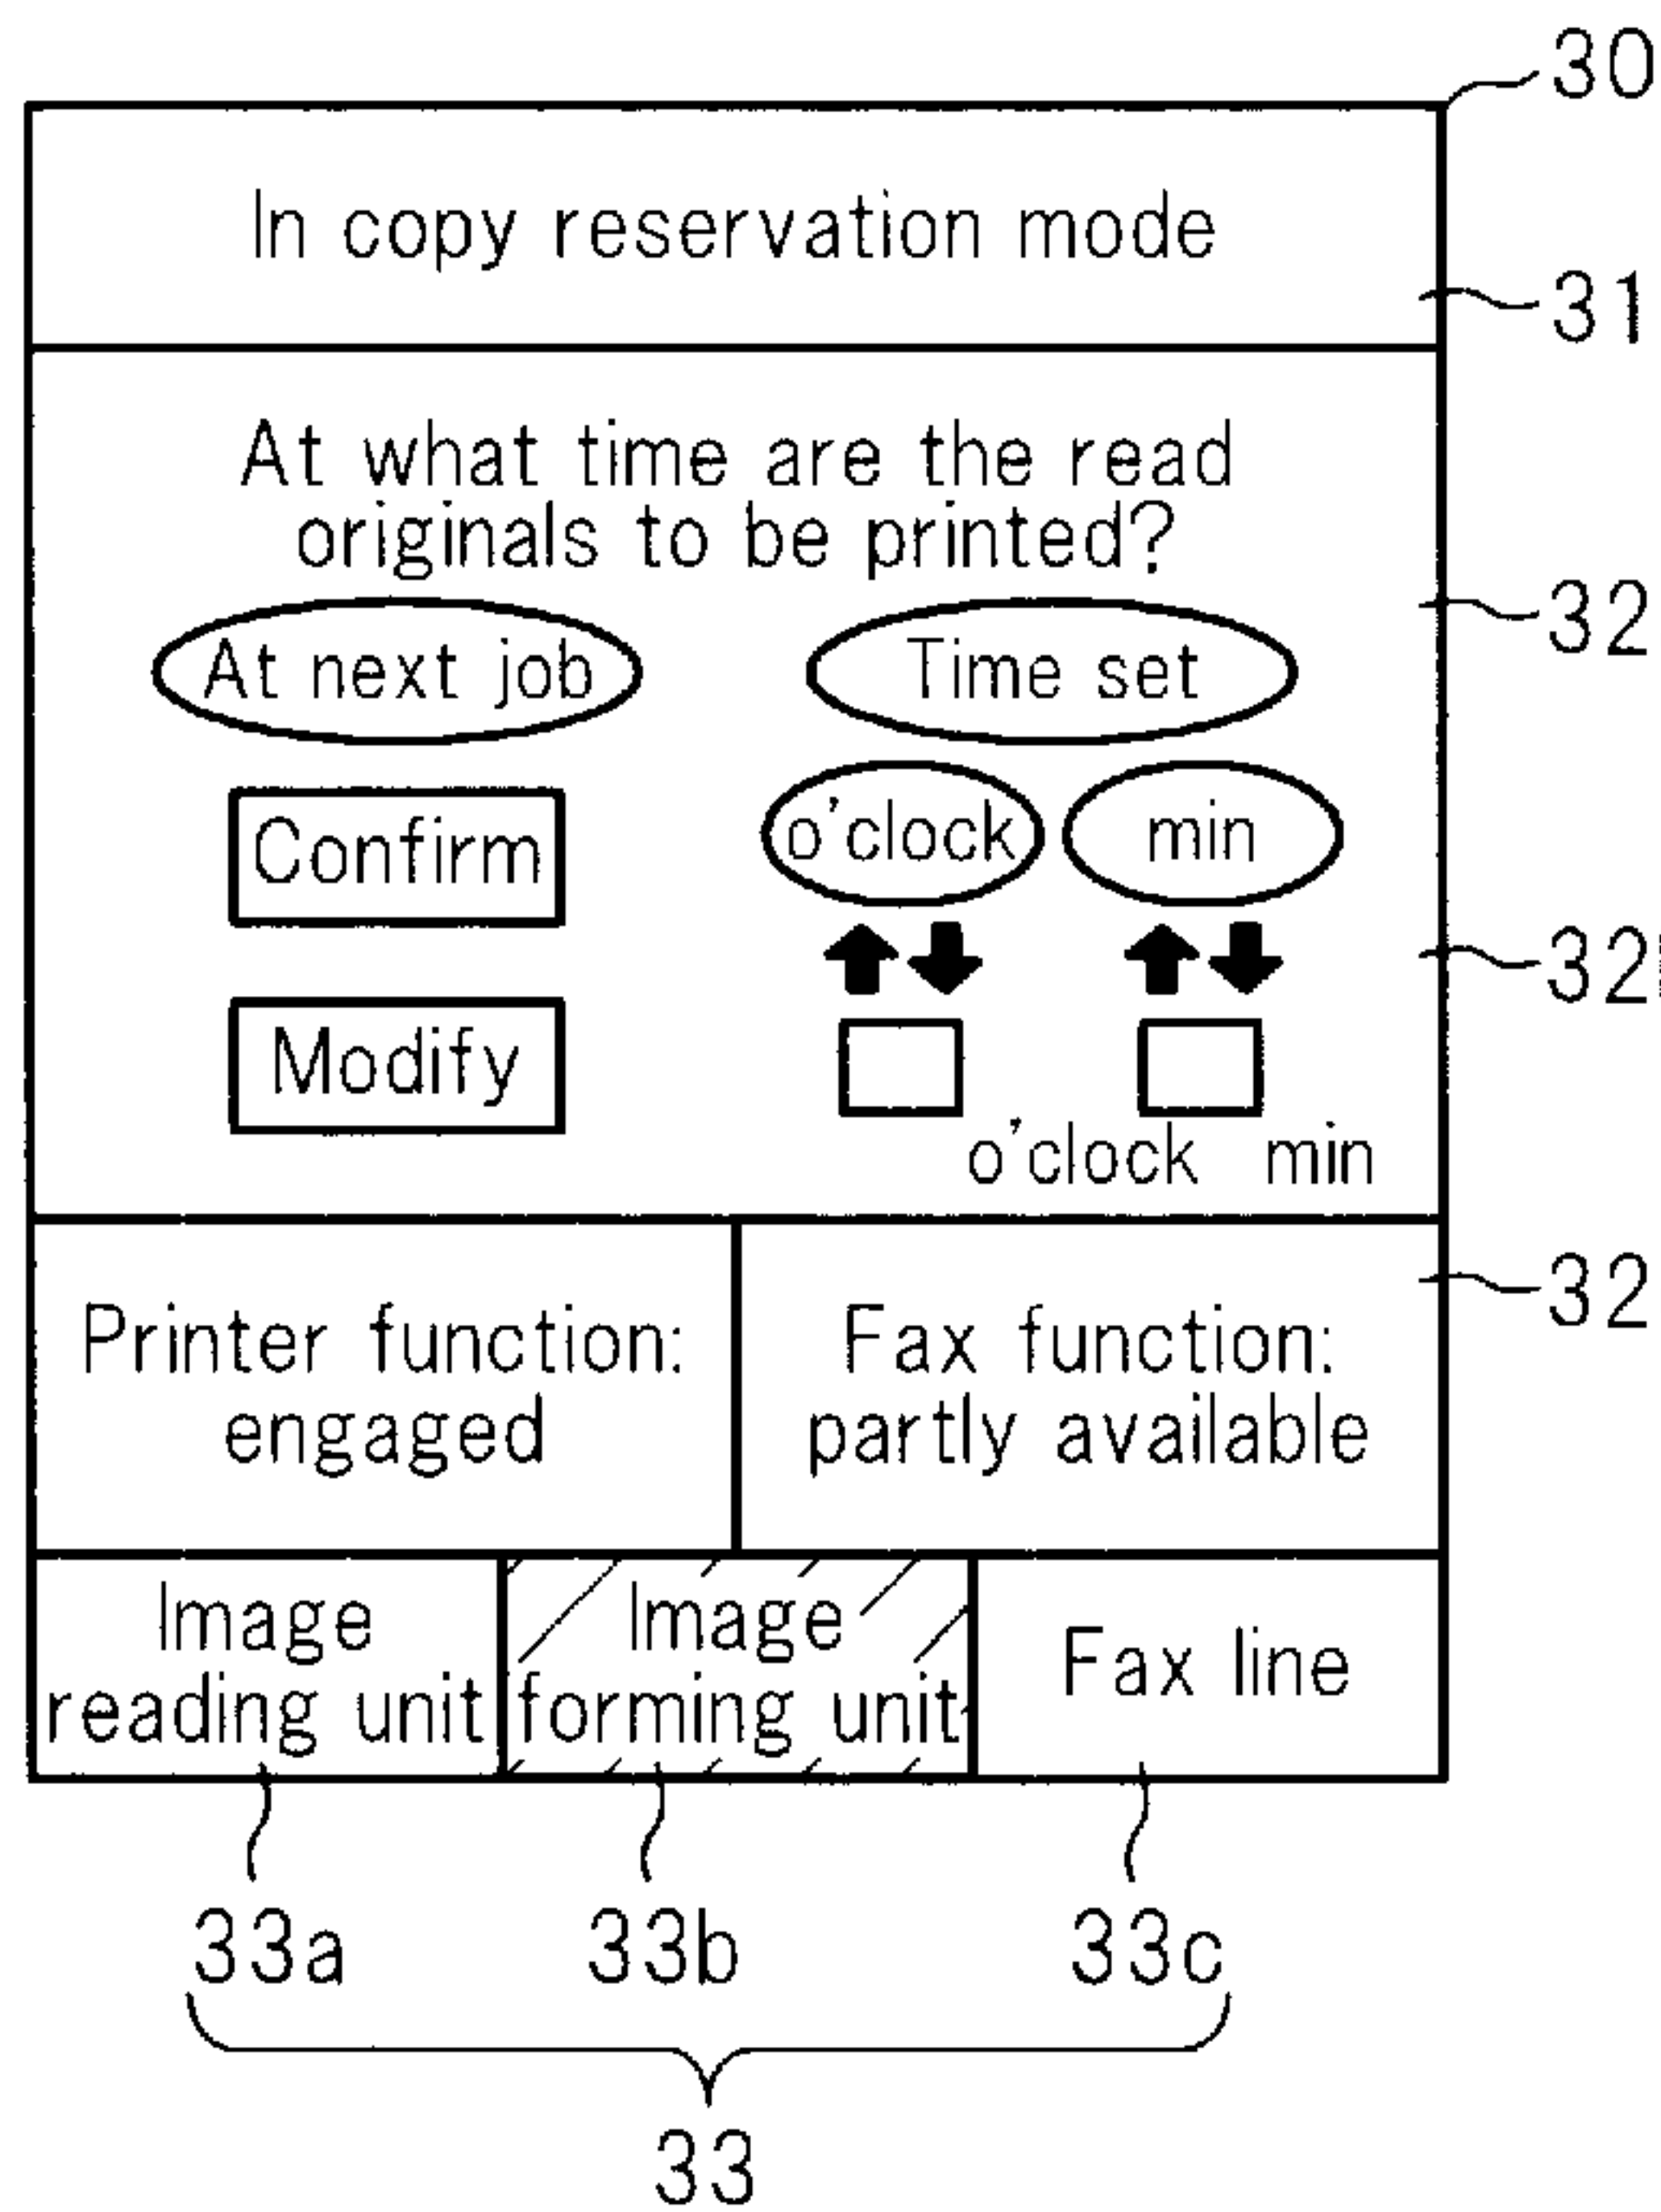 30
In copy reservation mode
31
At what time are the read
originals to be printed?
32
At next job
Time set
Confirm
o'clock
min
32
Modify
o'clock min
32
Printer function:
engaged
Fax function:
partly available
Image
reading unit
Image
forming unit
Fax line
33a
33b
33c
33